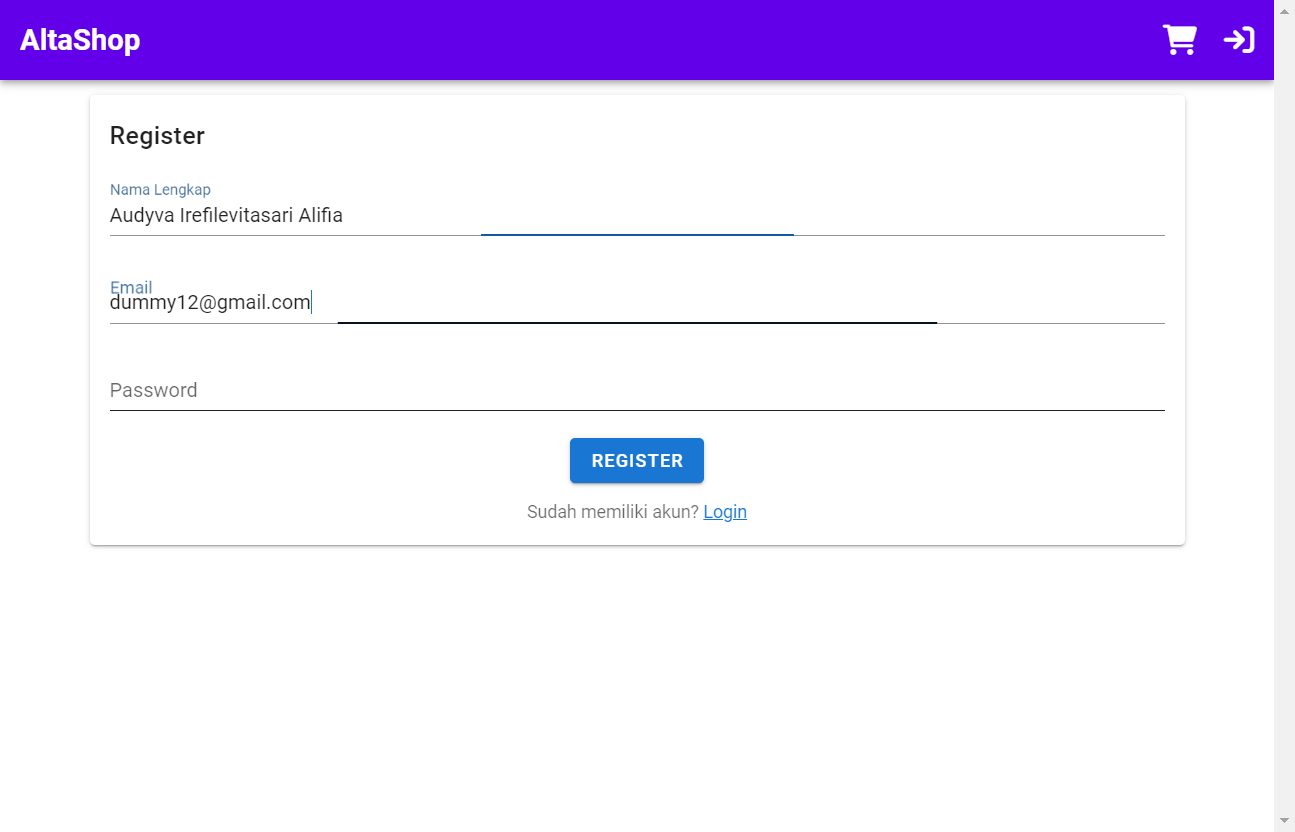 AltaShop
Register
Nama Lengkap
Audyva Irefilevitasari Alifia
Email
dummy12@gmail.com
Password
REGISTER
Sudah memiliki akun? Login